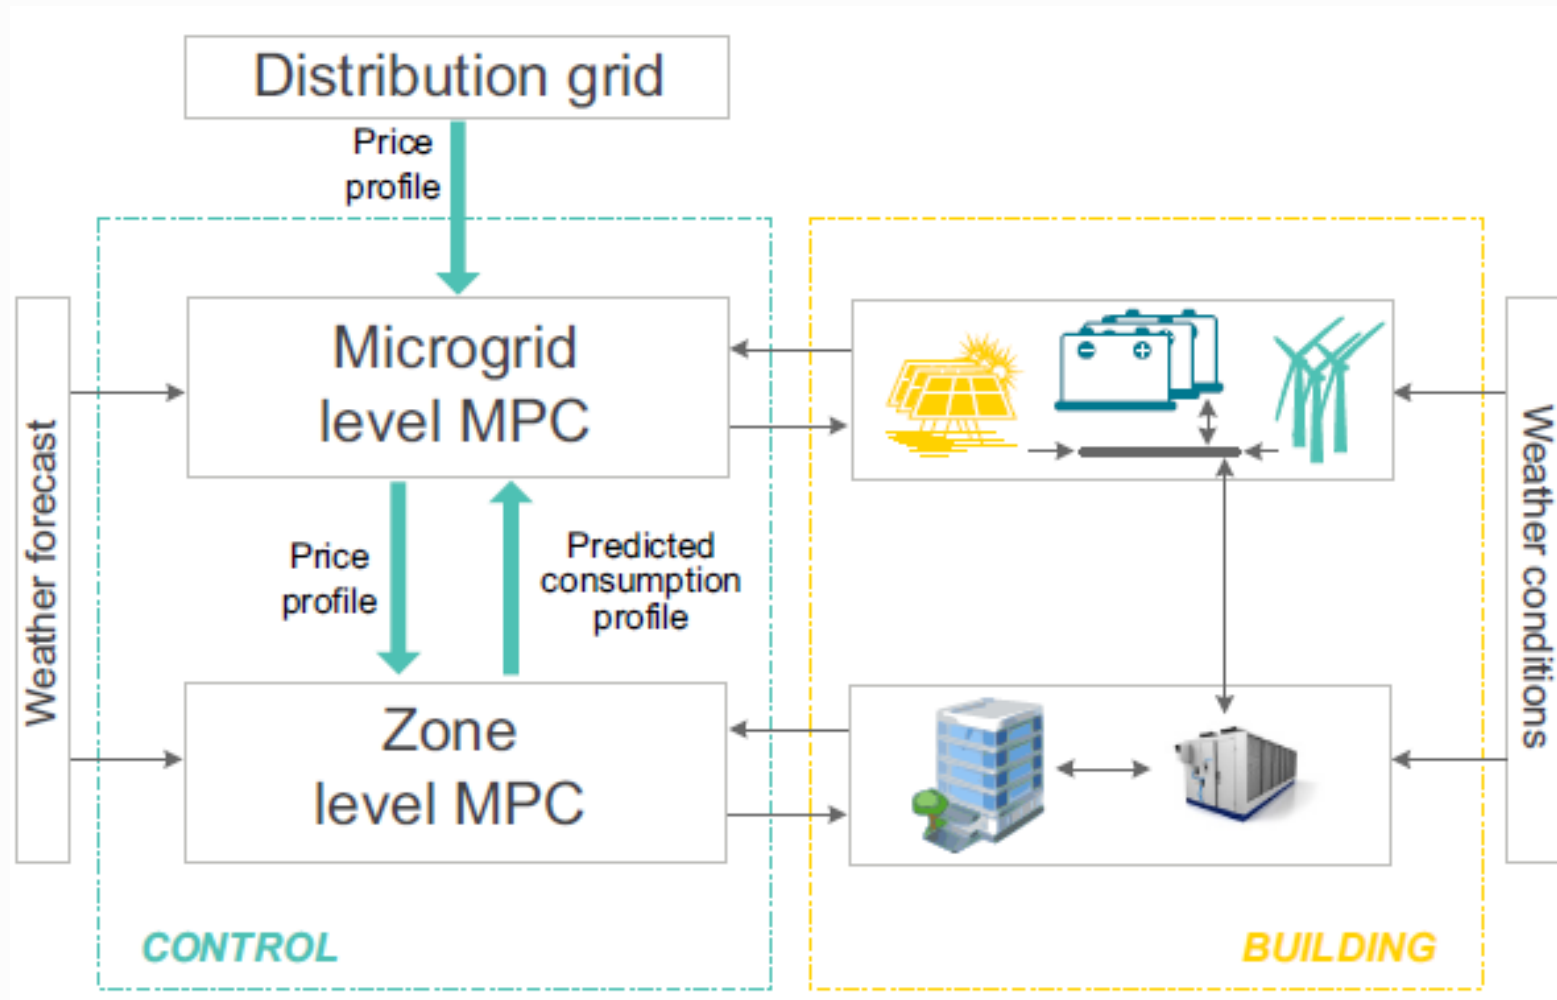 Distribution grid
Price
profile
Microgrid
level MPC
Price
profile
Predicted
consumption
profile
Zone
level MPC
Weather forecast
Weather conditions
CONTROL
BUILDING